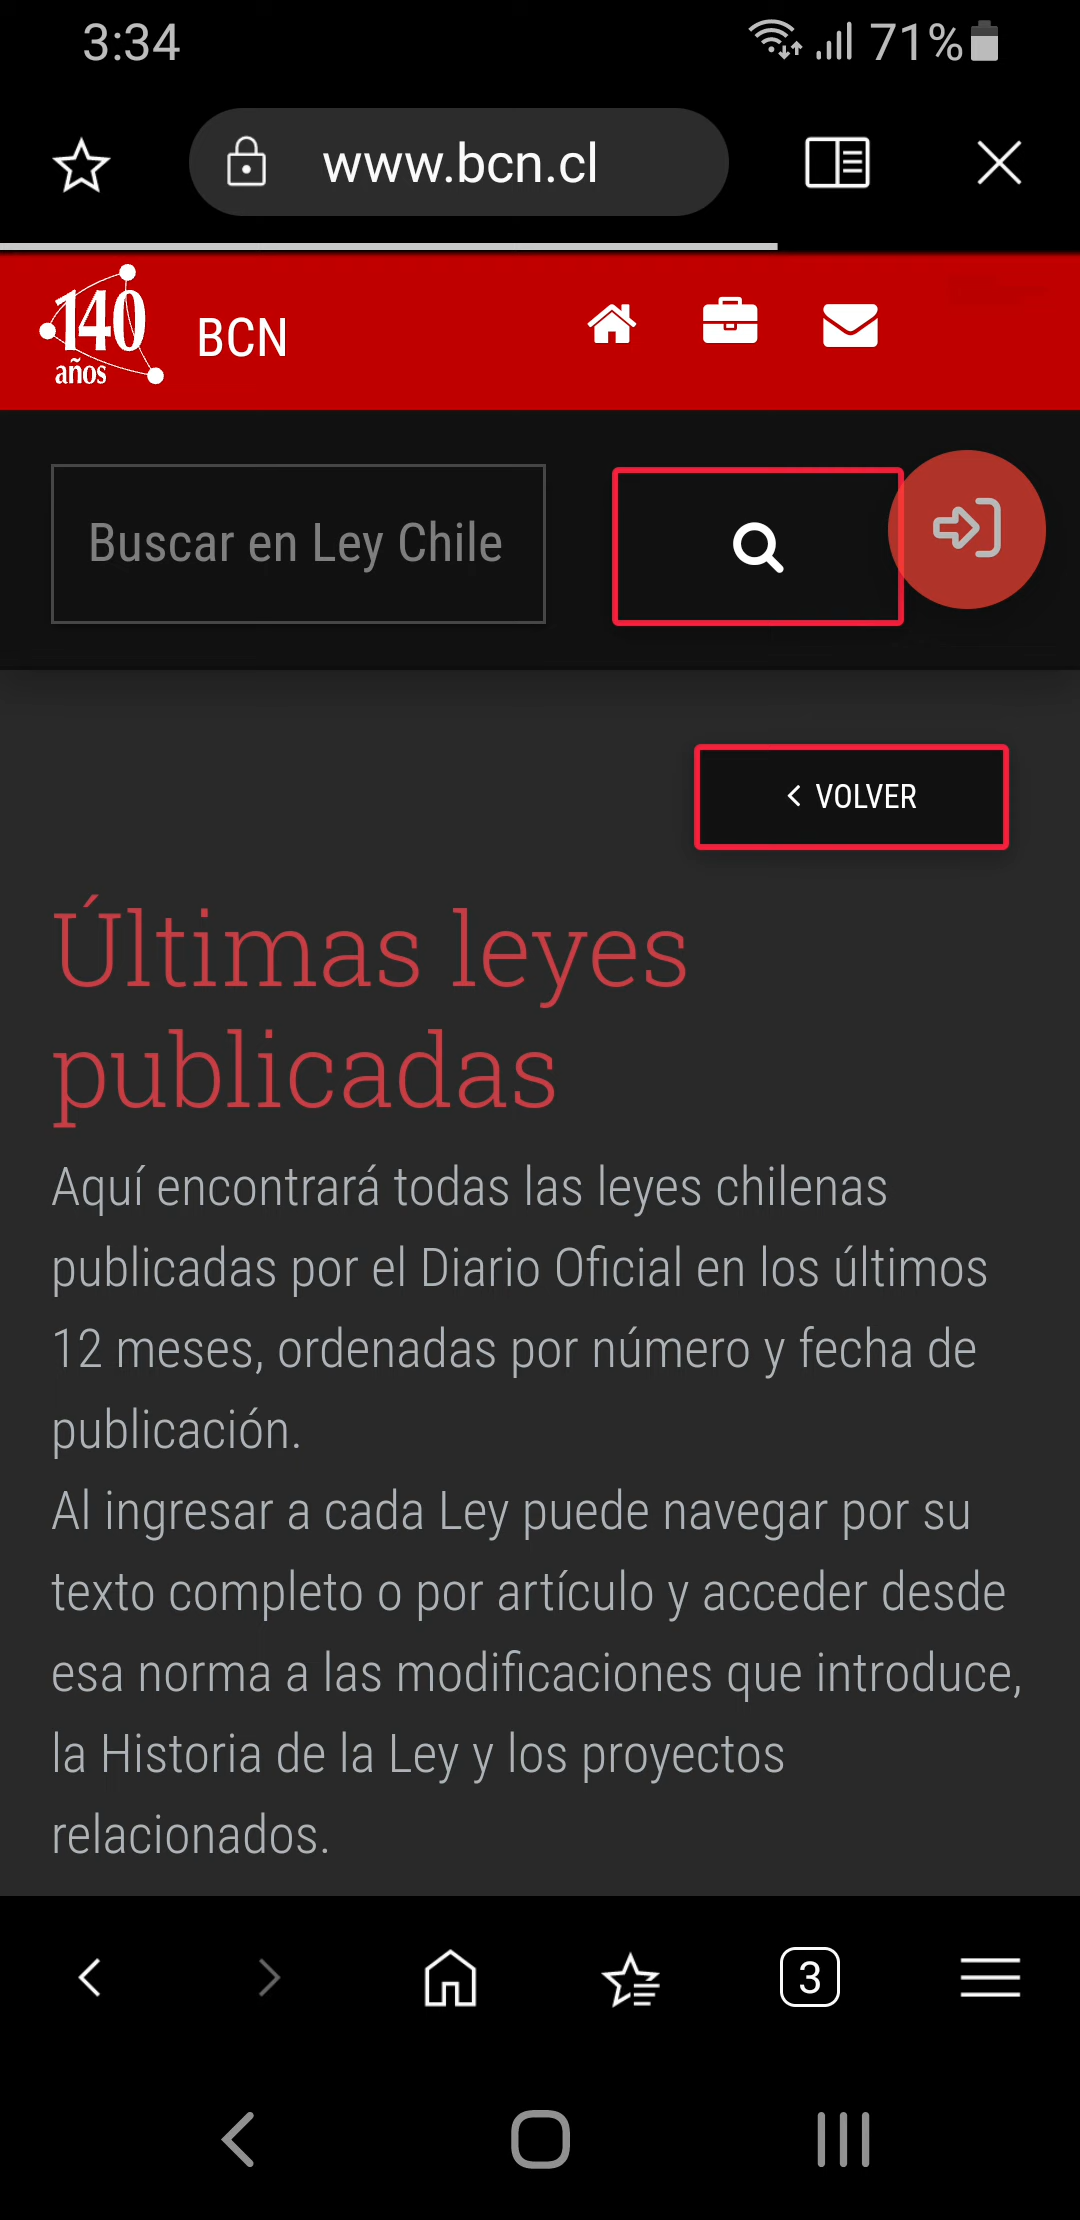 3:34
71%
www.bcn.cl
140
años
BCN
Buscar en Ley Chile
VOLVER
Últimas leyes
publicadas
Aquí encontrará todas las leyes chilenas
publicadas por el Diario Oficial en los últimos
12 meses, ordenadas por número y fecha de
publicación.
Al ingresar a cada Ley puede navegar por su
texto completo o por artículo y acceder desde
esa norma a las modificaciones que introduce,
la Historia de la Ley y los proyectos
relacionados.
3